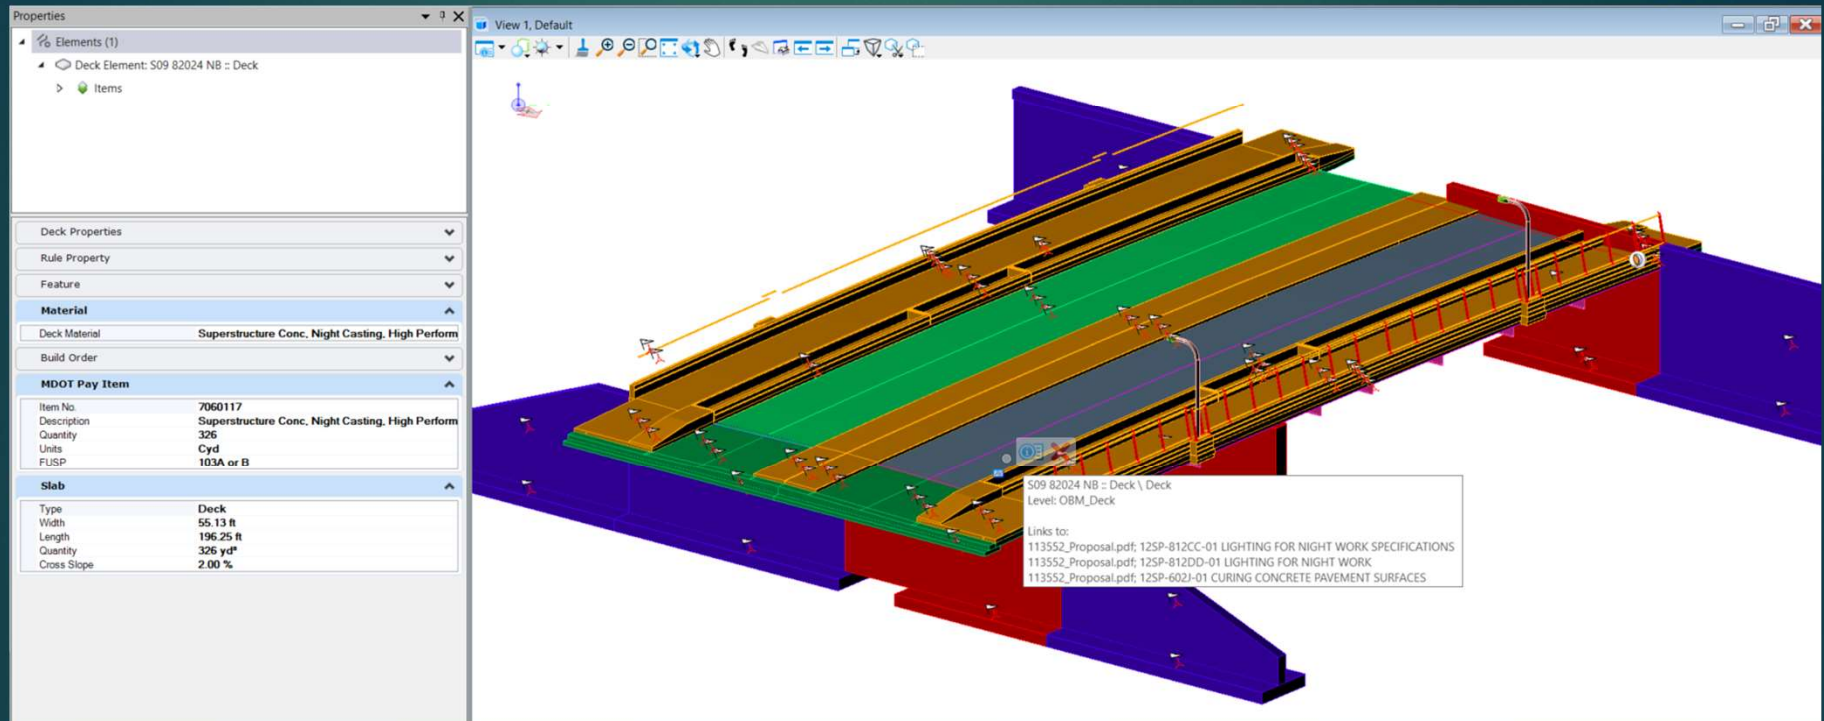 Properties
Elements (1)
Deck Element: S09 82024 NB :: Deck
Items
Deck Properties
Rule Property
Feature
Material
Deck Material Superstructure Conc, Night Casting, High Perform
Build Order
MDOT Pay Item
Item No. 7060117
Description Superstructure Conc, Night Casting, High Perform
Quantity 326
Units Cyd
FUSP 103A or B
Slab
Type Deck
Width 55.13 ft
Length 196.25 ft
Quantity 326 yd³
Cross Slope 2.00 %
View 1, Default
S09 82024 NB :: Deck \ Deck
Level: OBM_Deck
Links to:
113552_Proposal.pdf; 12SP-812CC-01 LIGHTING FOR NIGHT WORK SPECIFICATIONS
113552_Proposal.pdf; 12SP-812DD-01 LIGHTING FOR NIGHT WORK
113552_Proposal.pdf; 12SP-602J-01 CURING CONCRETE PAVEMENT SURFACES